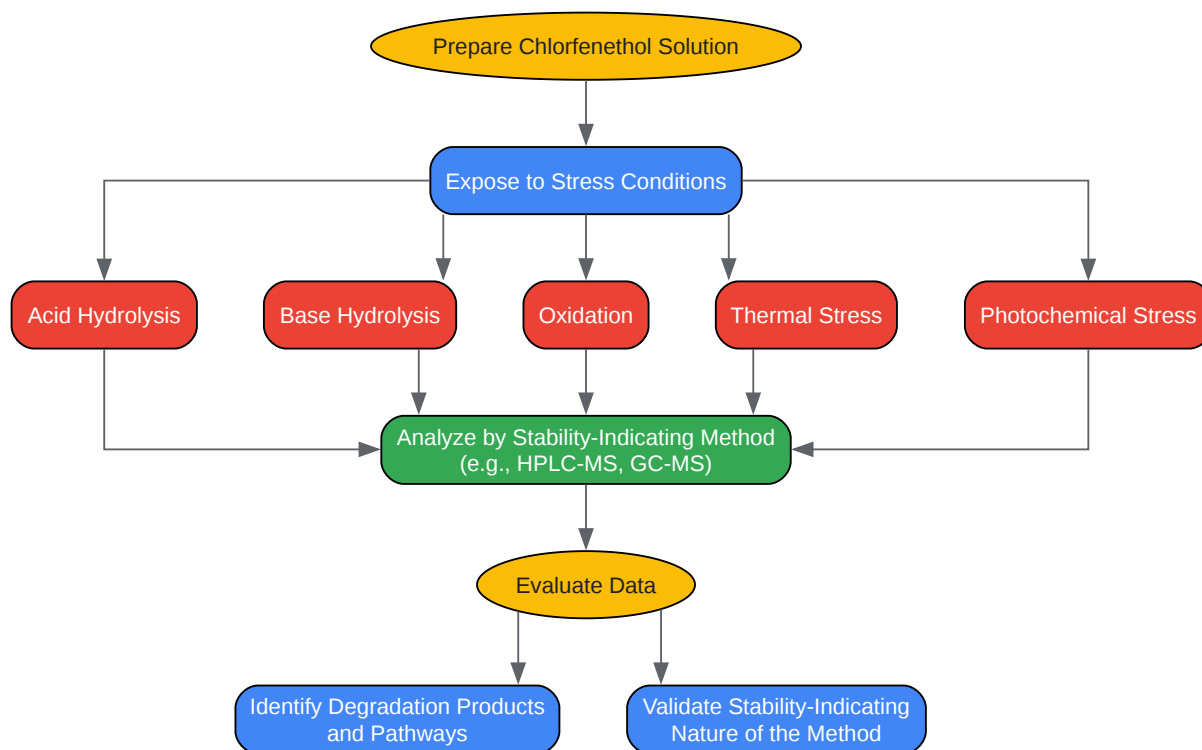 Prepare Chlorfenethol Solution
Expose to Stress Conditions
Acid Hydrolysis
Base Hydrolysis
Oxidation
Thermal Stress
Photochemical Stress
Analyze by Stability-Indicating Method
(e.g., HPLC-MS, GC-MS)
Evaluate Data
Identify Degradation Products
and Pathways
Validate Stability-Indicating
Nature of the Method